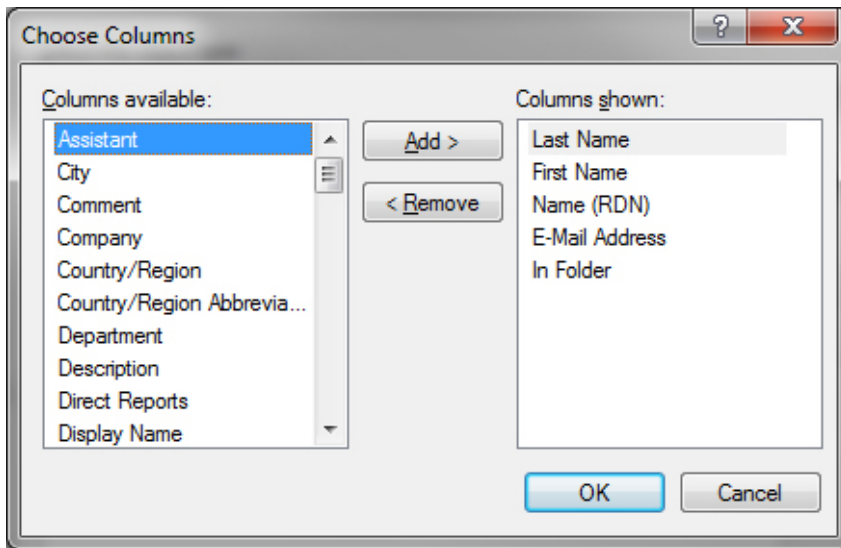 Choose Columns
?
Columns available:
Assistant
City
Comment
Company
Country/Region
Country/Region Abbrevia...
Department
Description
Direct Reports
Display Name
Add >
< Remove
Columns shown:
Last Name
First Name
Name (RDN)
E-Mail Address
In Folder
OK
Cancel